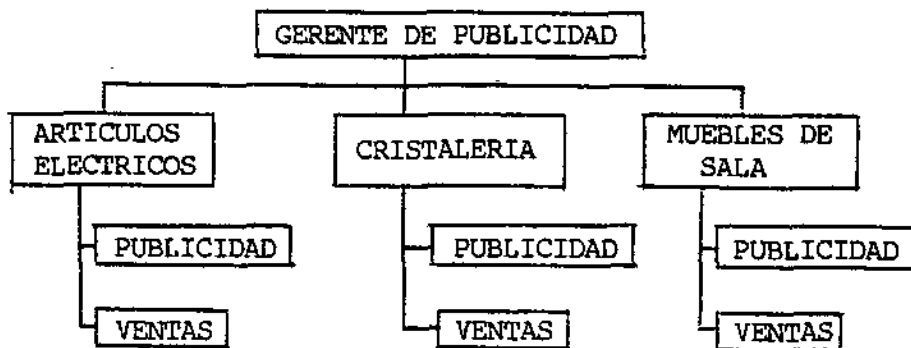 GERENTE DE PUBLICIDAD
ARTICULOS
ELECTRICOS
CRISTALERIA
MUEBLES DE
SALA
PUBLICIDAD
PUBLICIDAD
PUBLICIDAD
VENTAS
VENTAS
VENTAS